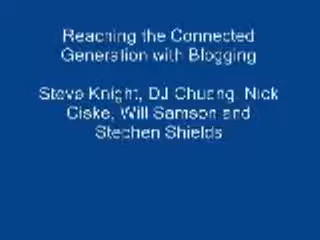 Reaching the Connected
Generation with Blogging
Steve Knight, DJ Chuang, Nick
Ciske, Will Samson and
Stephen Shields